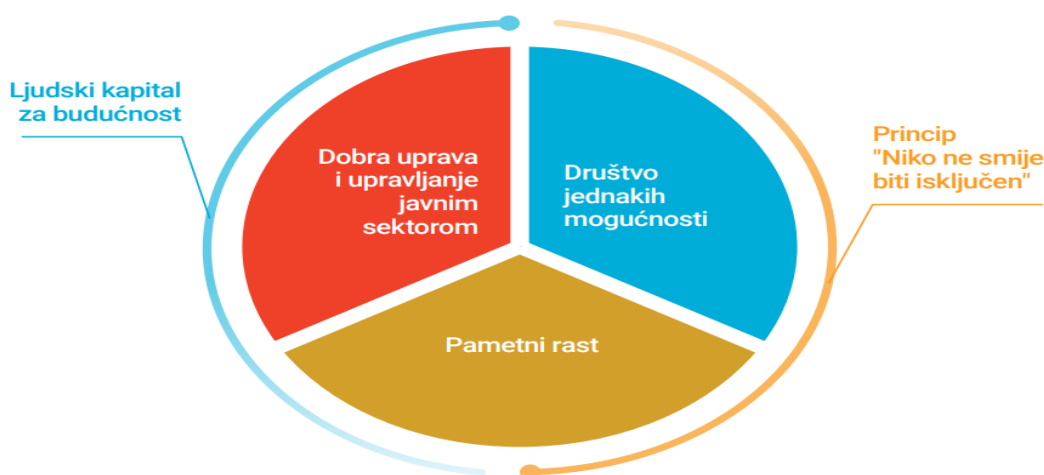 Ljudski kapital
za budućnost
Dobra uprava
i upravljanje
javnim
sektorom
Društvo
jednakih
mogućnosti
Princip
"Niko ne smije
biti isključen"
Pametni rast